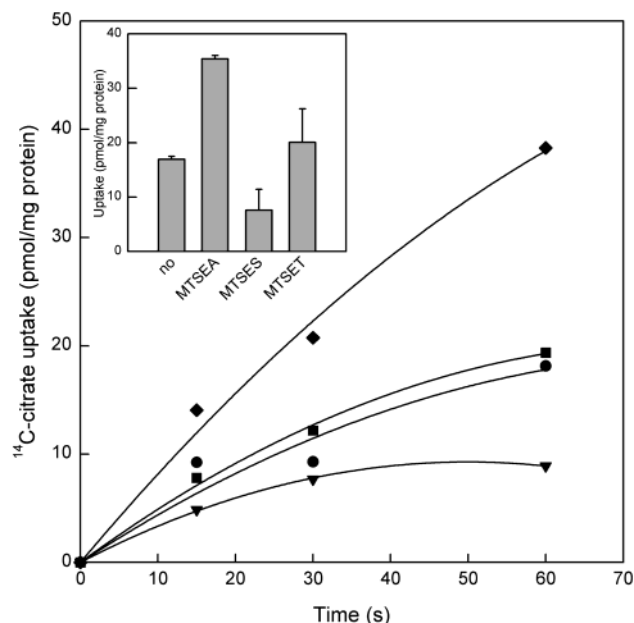 50
40
30
20
10
0
¹⁴C-citrate uptake (pmol/mg protein)
40
30
20
10
0
Uptake (pmol/mg protein)
no
MTSEA
MTSES
MTSET
0
10
20
30
40
50
60
70
Time (s)